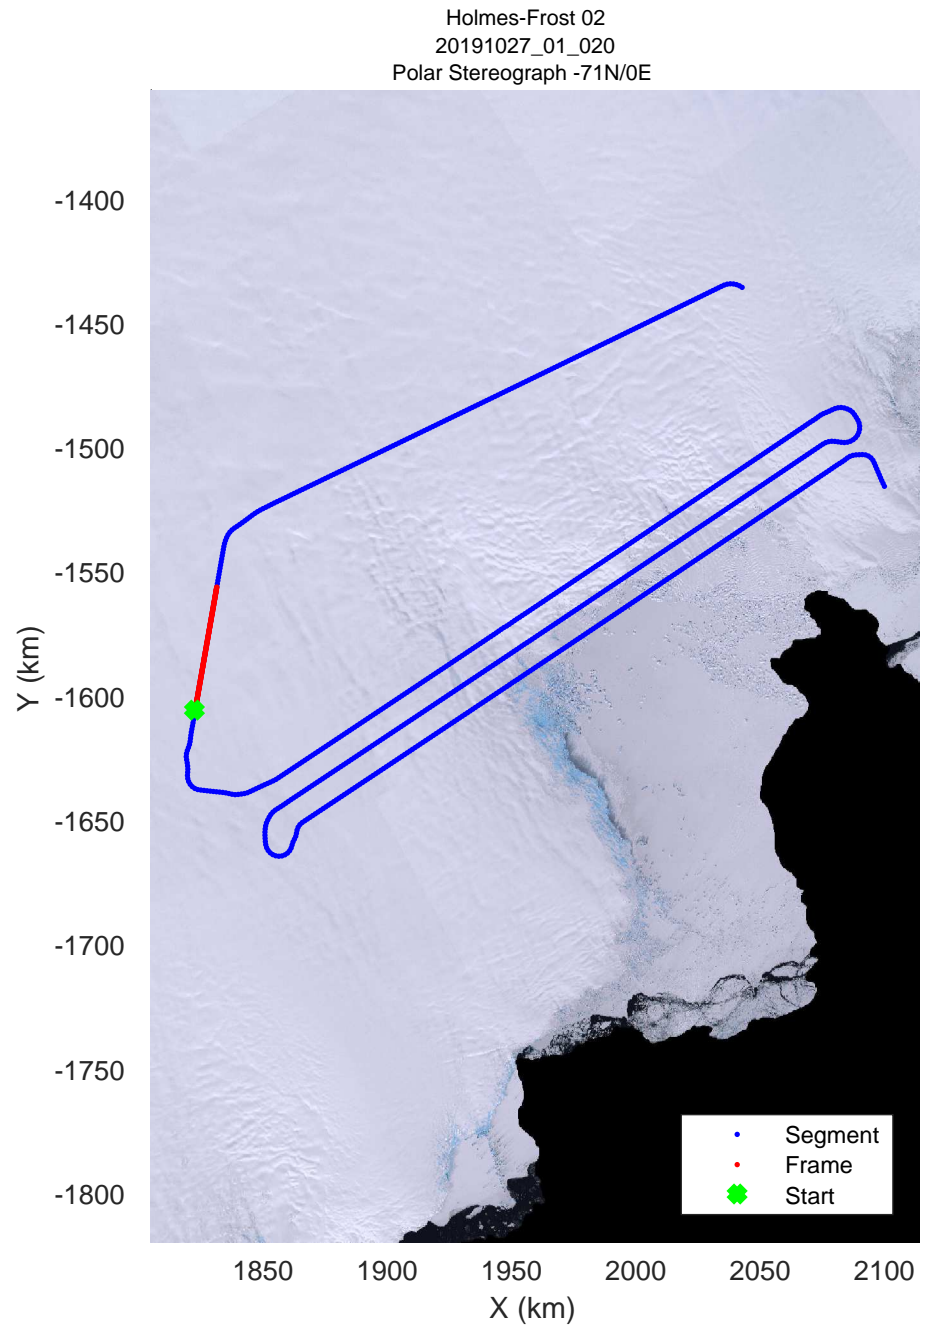 Holmes-Frost 02
20191027_01_020
Polar Stereograph -71N/0E
-1400
-1450
-1500
-1550
-1600
-1650
-1700
-1750
-1800
Y (km)
Segment
Frame
Start
1850 1900 1950 2000 2050 2100
X (km)